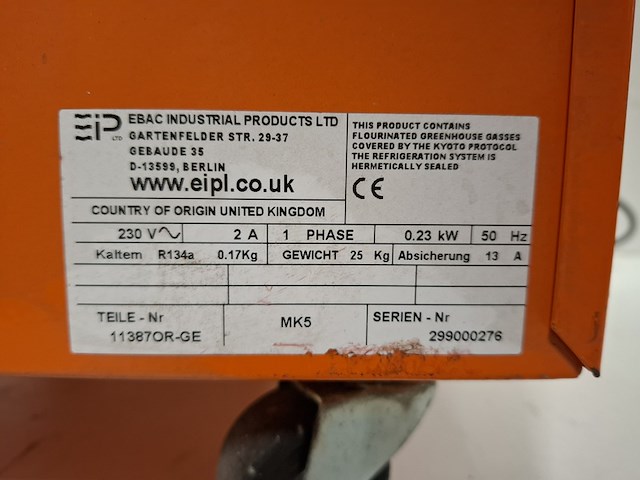 EIP LTD
EBAC INDUSTRIAL PRODUCTS LTD
GARTENFELDER STR. 29-37
GEBAUDE 35
D-13599, BERLIN
www.eipl.co.uk
COUNTRY OF ORIGIN UNITED KINGDOM
THIS PRODUCT CONTAINS
FLOURINATED GREENHOUSE GASSES
COVERED BY THE KYOTO PROTOCOL
THE REFRIGERATION SYSTEM IS
HERMETICALLY SEALED
CE
230 V 2 A 1 PHASE 0.23 kW 50 Hz
Kaltem R134a 0.17Kg GEWICHT 25 Kg Absicherung 13 A
TEILE - Nr
11387OR-GE
MK5
SERIEN - Nr
299000276